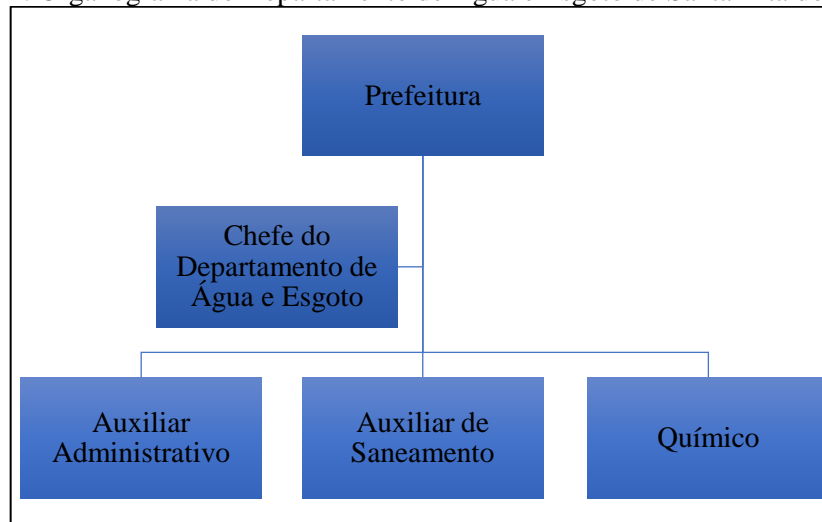 Prefeitura
Chefe do
Departamento de
Água e Esgoto
Auxiliar
Administrativo
Auxiliar de
Saneamento
Químico